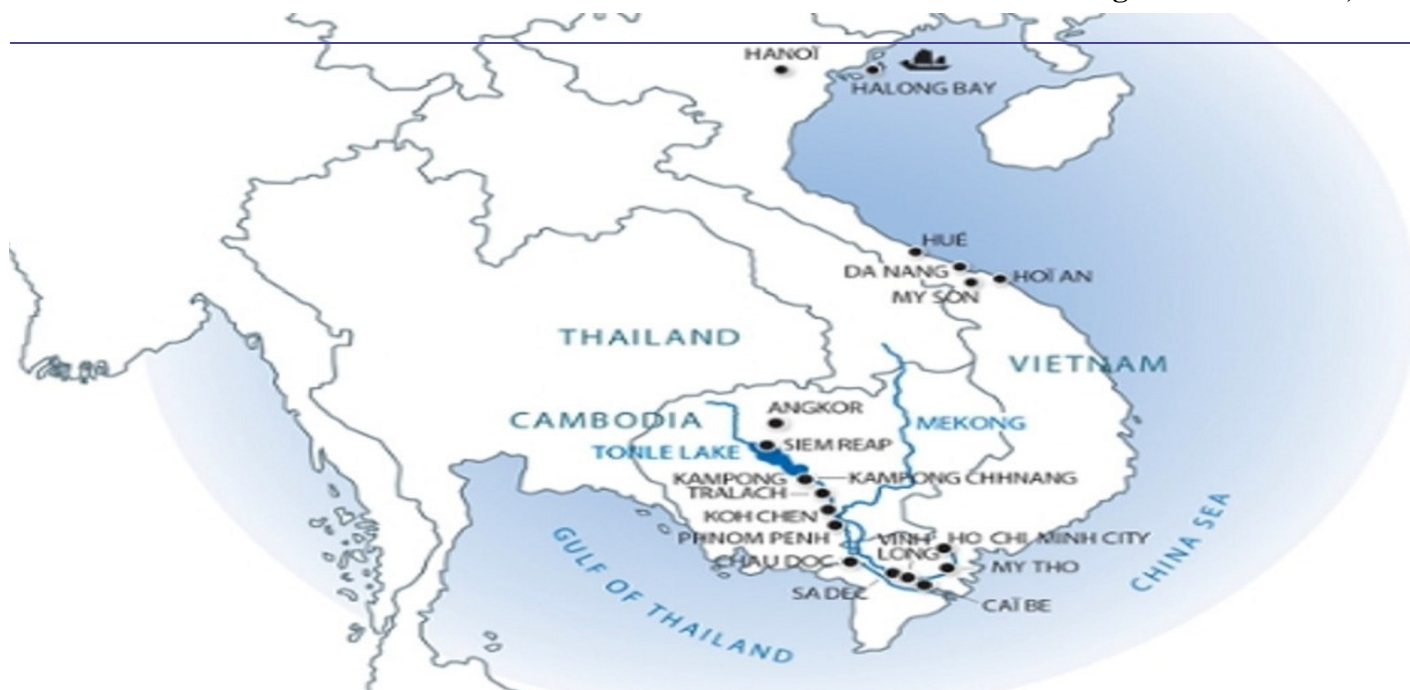 HANOÏ
HALONG BAY
HUÉ
DA NANG
HOÏ AN
MY SON
THAILAND
VIETNAM
ANGKOR
CAMBODIA
MEKONG
SIEM REAP
TONLE LAKE
KAMPONG CHHNANG
KAMPONG
TRALACH
KOH CHEN
PHNOM PENH
VINH
LONG
HO CHI MINH CITY
CHAU DOC
MY THO
SA DEC
CAÏ BE
GULF OF THAILAND
CHINA SEA